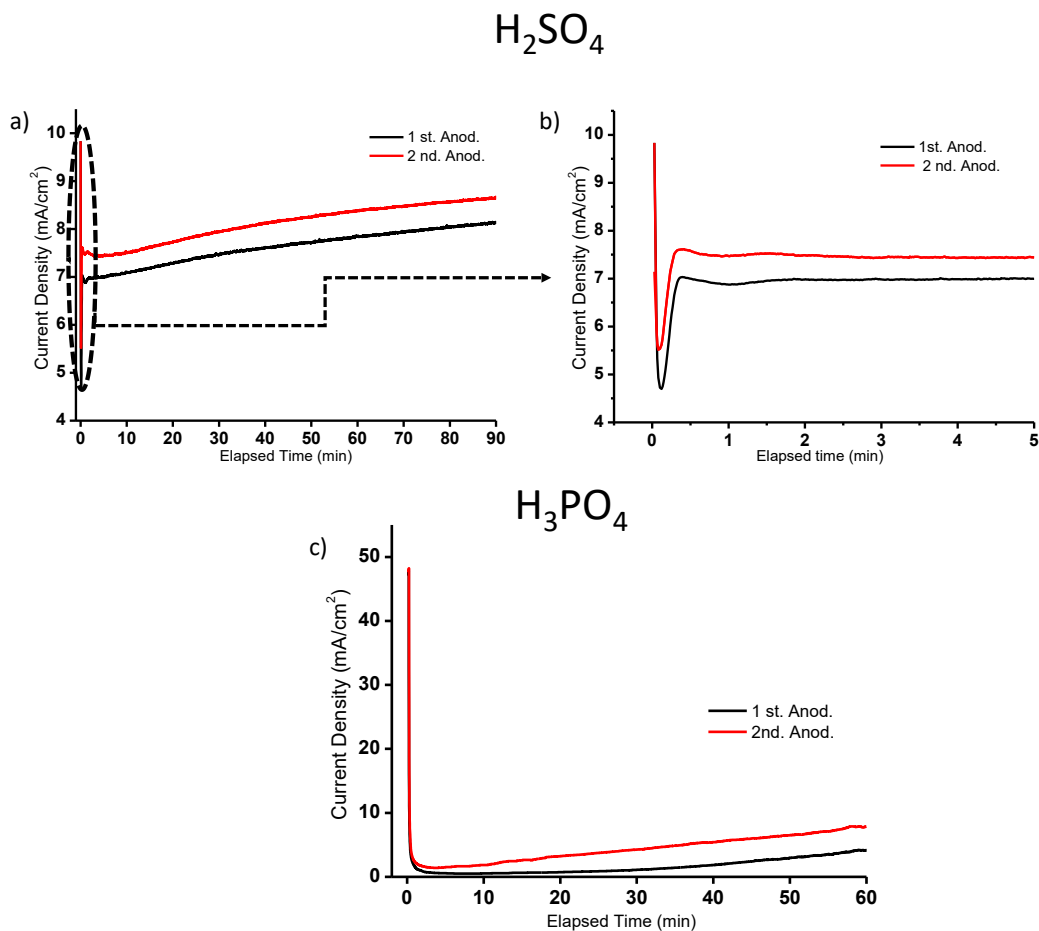 H₂SO₄
a)
Current Density (mA/cm²)
10
9
8
7
6
5
4
1 st. Anod.
2 nd. Anod.
0 10 20 30 40 50 60 70 80 90
Elapsed Time (min)
b)
Current Density (mA/cm²)
10
9
8
7
6
5
4
1st. Anod.
2 nd. Anod.
0 1 2 3 4 5
Elapsed time (min)
H₃PO₄
c)
Current Density (mA/cm²)
50
40
30
20
10
0
1 st. Anod.
2nd. Anod.
0 10 20 30 40 50 60
Elapsed Time (min)